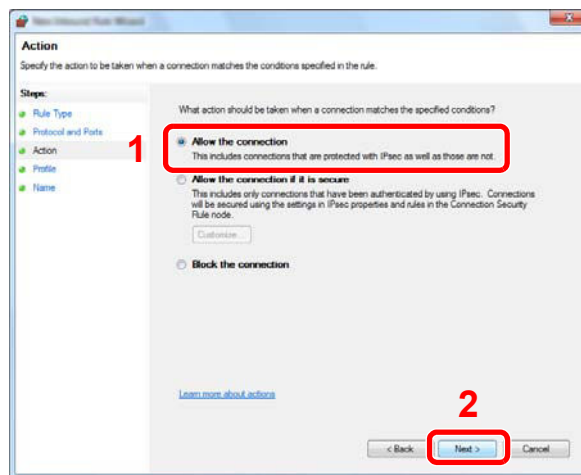 New Inbound Rule Wizard
Action
Specify the action to be taken when a connection matches the conditions specified in the rule.
Steps:
Rule Type
Protocol and Ports
Action
Profile
Name
What action should be taken when a connection matches the specified conditions?
1
Allow the connection
This includes connections that are protected with IPsec as well as those are not.
Allow the connection if it is secure
This includes only connections that have been authenticated by using IPsec. Connections
will be secured using the settings in IPsec properties and rules in the Connection Security
Rule node.
Customize...
Block the connection
Learn more about actions
2
< Back
Next >
Cancel